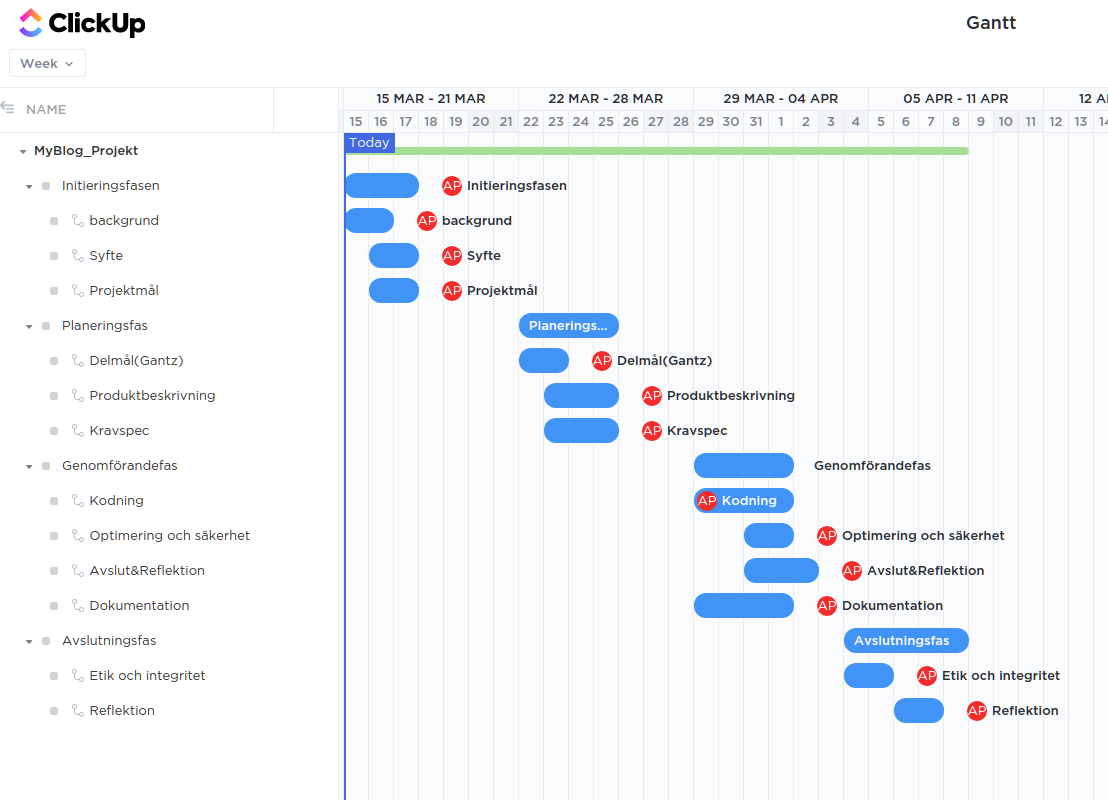 ClickUp
Gantt
Week
NAME
15 MAR - 21 MAR 22 MAR - 28 MAR 29 MAR - 04 APR 05 APR - 11 APR 12 A
15 16 17 18 19 20 21 22 23 24 25 26 27 28 29 30 31 1 2 3 4 5 6 7 8 9 10 11 12 13 14
Today
MyBlog_Projekt
Initieringsfasen AP Initieringsfasen
backgrund AP backgrund
Syfte AP Syfte
Projektmål AP Projektmål
Planeringsfas Planerings...
Delmål(Gantz) AP Delmål(Gantz)
Produktbeskrivning AP Produktbeskrivning
Kravspec AP Kravspec
Genomförandefas Genomförandefas
Kodning AP Kodning
Optimering och säkerhet AP Optimering och säkerhet
Avslut&Reflektion AP Avslut&Reflektion
Dokumentation AP Dokumentation
Avslutningsfas Avslutningsfas
Etik och integritet AP Etik och integritet
Reflektion AP Reflektion